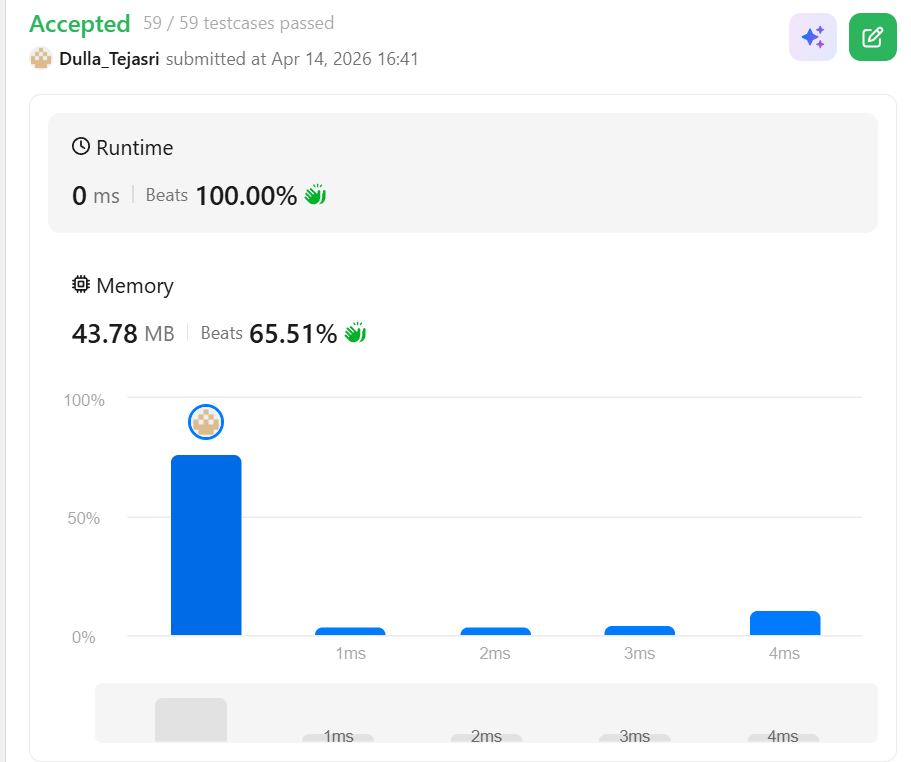 Accepted 59 / 59 testcases passed
Dulla_Tejasri submitted at Apr 14, 2026 16:41
Runtime
0 ms Beats 100.00%
Memory
43.78 MB Beats 65.51%
100%
50%
0%
1ms 2ms 3ms 4ms
1ms 2ms 3ms 4ms